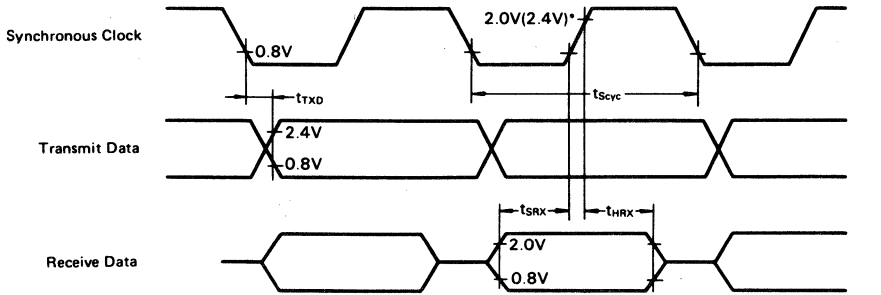 2.0V(2.4V)*
Synchronous Clock
0.8V
tScyc
tTXD
2.4V
Transmit Data
0.8V
tSRX
tHRX
2.0V
Receive Data
0.8V